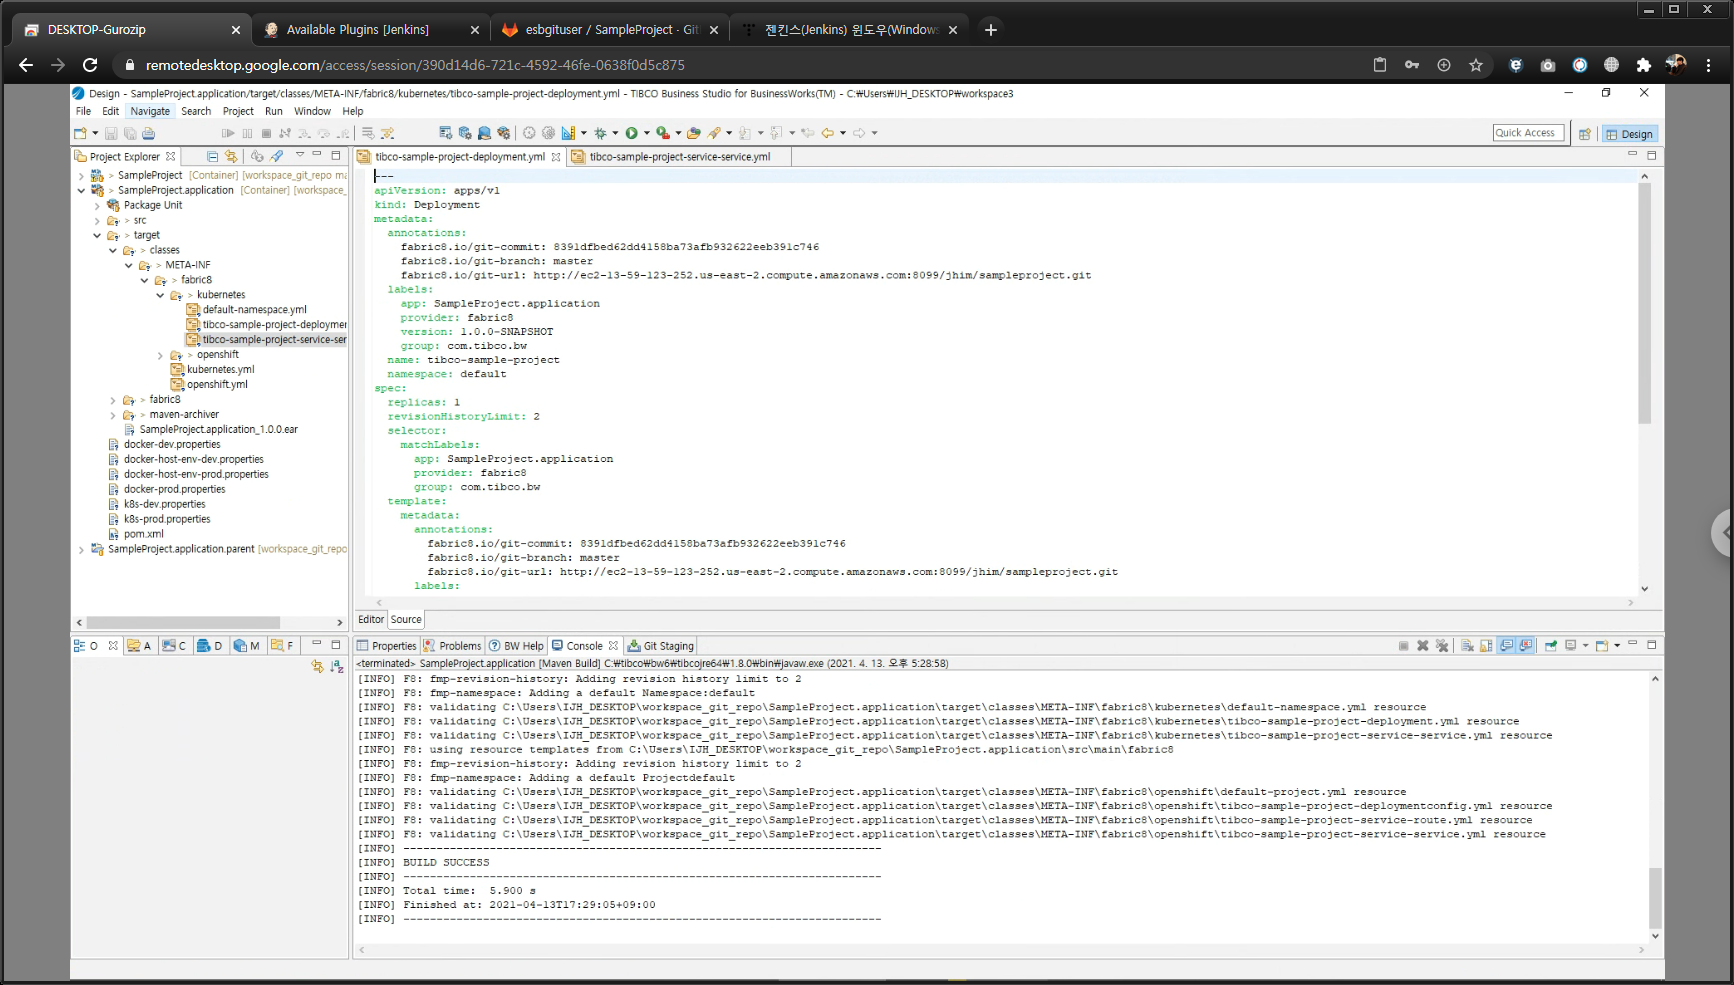 DESKTOP-Gurozip
Available Plugins [Jenkins]
esbgituser / SampleProject · Git
젠킨스(Jenkins) 윈도우(Windows
remotedesktop.google.com/access/session/390d14d6-721c-4592-46fe-0638f0d5c875
Design - SampleProject.application/target/classes/META-INF/fabric8/kubernetes/tibco-sample-project-deployment.yml - TIBCO Business Studio for BusinessWorks(TM) - C:₩Users₩IJH_DESKTOP₩workspace3
File Edit Navigate Search Project Run Window Help
Quick Access
Design
Project Explorer
> SampleProject [Container] [workspace_git_repo ma
> SampleProject.application [Container] [workspace_
Package Unit
> src
> target
> classes
> META-INF
> fabric8
> kubernetes
default-namespace.yml
tibco-sample-project-deploymer
tibco-sample-project-service-ser
> openshift
kubernetes.yml
openshift.yml
> fabric8
> maven-archiver
SampleProject.application_1.0.0.ear
docker-dev.properties
docker-host-env-dev.properties
docker-host-env-prod.properties
docker-prod.properties
k8s-dev.properties
k8s-prod.properties
pom.xml
SampleProject.application.parent [workspace_git_repo
tibco-sample-project-deployment.yml
tibco-sample-project-service-service.yml
---
apiVersion: apps/v1
kind: Deployment
metadata:
annotations:
fabric8.io/git-commit: 8391dfbed62dd4158ba73afb932622eeb391c746
fabric8.io/git-branch: master
fabric8.io/git-url: http://ec2-13-59-123-252.us-east-2.compute.amazonaws.com:8099/jhim/sampleproject.git
labels:
app: SampleProject.application
provider: fabric8
version: 1.0.0-SNAPSHOT
group: com.tibco.bw
name: tibco-sample-project
namespace: default
spec:
replicas: 1
revisionHistoryLimit: 2
selector:
matchLabels:
app: SampleProject.application
provider: fabric8
group: com.tibco.bw
template:
metadata:
annotations:
fabric8.io/git-commit: 8391dfbed62dd4158ba73afb932622eeb391c746
fabric8.io/git-branch: master
fabric8.io/git-url: http://ec2-13-59-123-252.us-east-2.compute.amazonaws.com:8099/jhim/sampleproject.git
labels:
Editor Source
O A C D M F
Properties Problems BW Help Console Git Staging
<terminated> SampleProject.application [Maven Build] C:₩tibco₩bw6₩tibcojre64₩1.8.0₩bin₩javaw.exe (2021. 4. 13. 오후 5:28:58)
[INFO] F8: fmp-revision-history: Adding revision history limit to 2
[INFO] F8: fmp-namespace: Adding a default Namespace:default
[INFO] F8: validating C:\Users\IJH_DESKTOP\workspace_git_repo\SampleProject.application\target\classes\META-INF\fabric8\kubernetes\default-namespace.yml resource
[INFO] F8: validating C:\Users\IJH_DESKTOP\workspace_git_repo\SampleProject.application\target\classes\META-INF\fabric8\kubernetes\tibco-sample-project-deployment.yml resource
[INFO] F8: validating C:\Users\IJH_DESKTOP\workspace_git_repo\SampleProject.application\target\classes\META-INF\fabric8\kubernetes\tibco-sample-project-service-service.yml resource
[INFO] F8: using resource templates from C:\Users\IJH_DESKTOP\workspace_git_repo\SampleProject.application\src\main\fabric8
[INFO] F8: fmp-revision-history: Adding revision history limit to 2
[INFO] F8: fmp-namespace: Adding a default Projectdefault
[INFO] F8: validating C:\Users\IJH_DESKTOP\workspace_git_repo\SampleProject.application\target\classes\META-INF\fabric8\openshift\default-project.yml resource
[INFO] F8: validating C:\Users\IJH_DESKTOP\workspace_git_repo\SampleProject.application\target\classes\META-INF\fabric8\openshift\tibco-sample-project-deploymentconfig.yml resource
[INFO] F8: validating C:\Users\IJH_DESKTOP\workspace_git_repo\SampleProject.application\target\classes\META-INF\fabric8\openshift\tibco-sample-project-service-route.yml resource
[INFO] F8: validating C:\Users\IJH_DESKTOP\workspace_git_repo\SampleProject.application\target\classes\META-INF\fabric8\openshift\tibco-sample-project-service-service.yml resource
[INFO] ------------------------------------------------------------------------
[INFO] BUILD SUCCESS
[INFO] ------------------------------------------------------------------------
[INFO] Total time: 5.900 s
[INFO] Finished at: 2021-04-13T17:29:05+09:00
[INFO] ------------------------------------------------------------------------